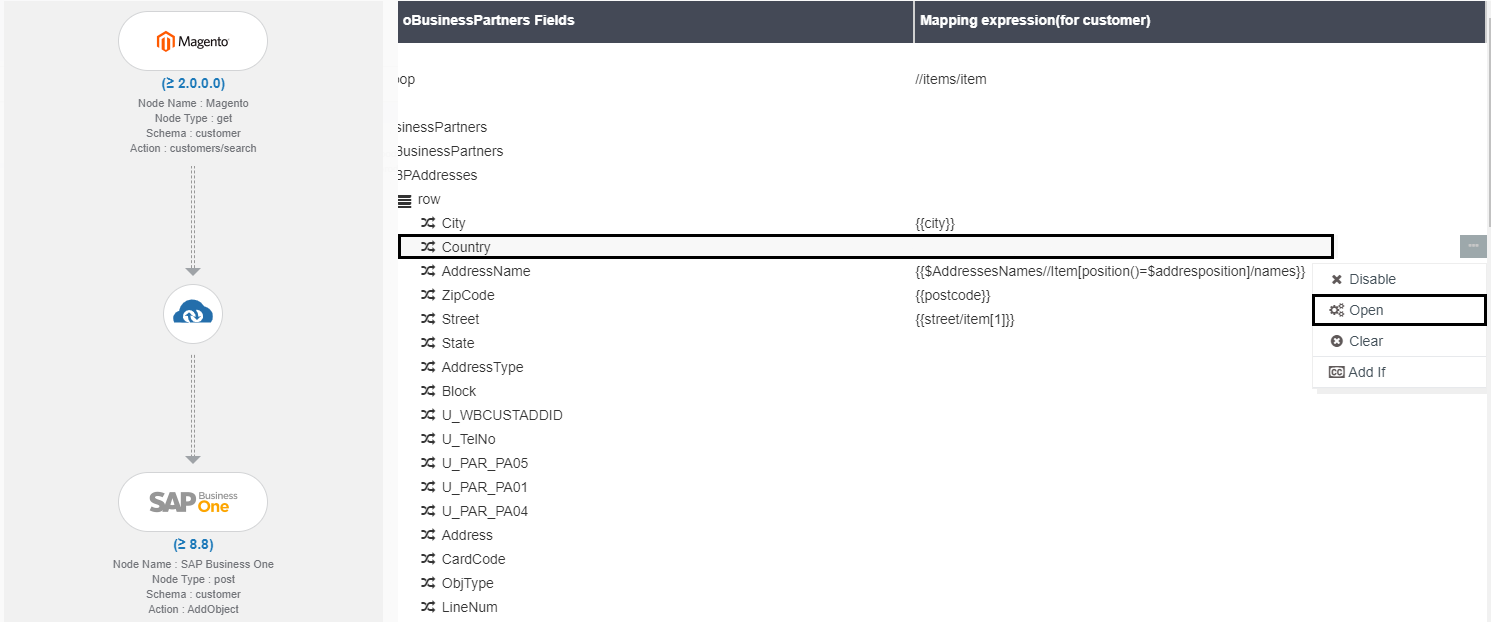 Magento
(≥ 2.0.0.0)
Node Name : Magento
Node Type : get
Schema : customer
Action : customers/search
SAP Business One
(≥ 8.8)
Node Name : SAP Business One
Node Type : post
Schema : customer
Action : AddObject
oBusinessPartners Fields Mapping expression(for customer)
oop //items/item
sinessPartners
BusinessPartners
BPAddresses
row
City {{city}}
Country
AddressName {{$AddressesNames//Item[position()=$addresposition]/names}}
ZipCode {{postcode}}
Street {{street/item[1]}}
State
AddressType
Block
U_WBCUSTADDID
U_TelNo
U_PAR_PA05
U_PAR_PA01
U_PAR_PA04
Address
CardCode
ObjType
LineNum
Disable
Open
Clear
CC Add If